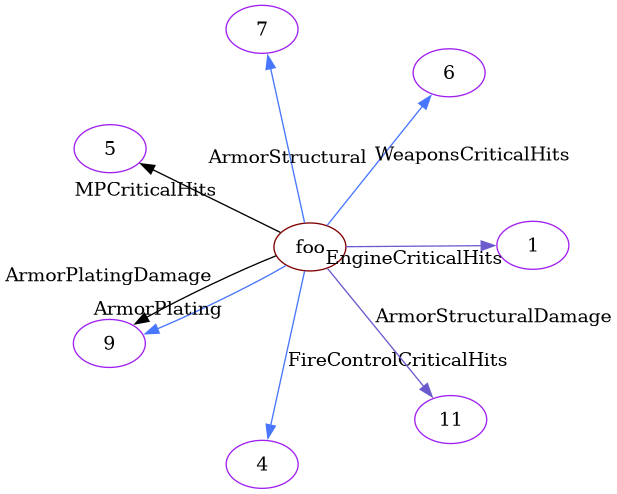 7
6
ArmorStructural
WeaponsCriticalHits
5
MPCriticalHits
foo
1
EngineCriticalHits
ArmorPlatingDamage
ArmorPlating
ArmorStructuralDamage
9
FireControlCriticalHits
11
4